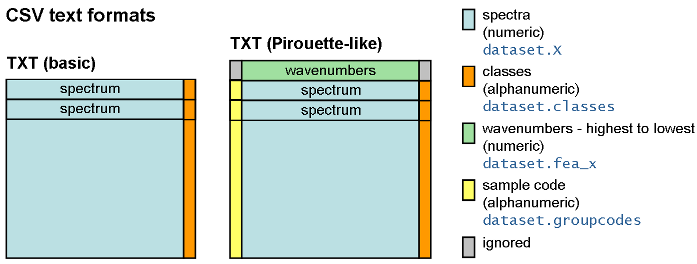 CSV text formats
TXT (basic)
spectrum
spectrum
TXT (Pirouette-like)
wavenumbers
spectrum
spectrum
spectra
(numeric)
dataset.X
classes
(alphanumeric)
dataset.classes
wavenumbers - highest to lowest
(numeric)
dataset.fea_x
sample code
(alphanumeric)
dataset.groupcodes
ignored